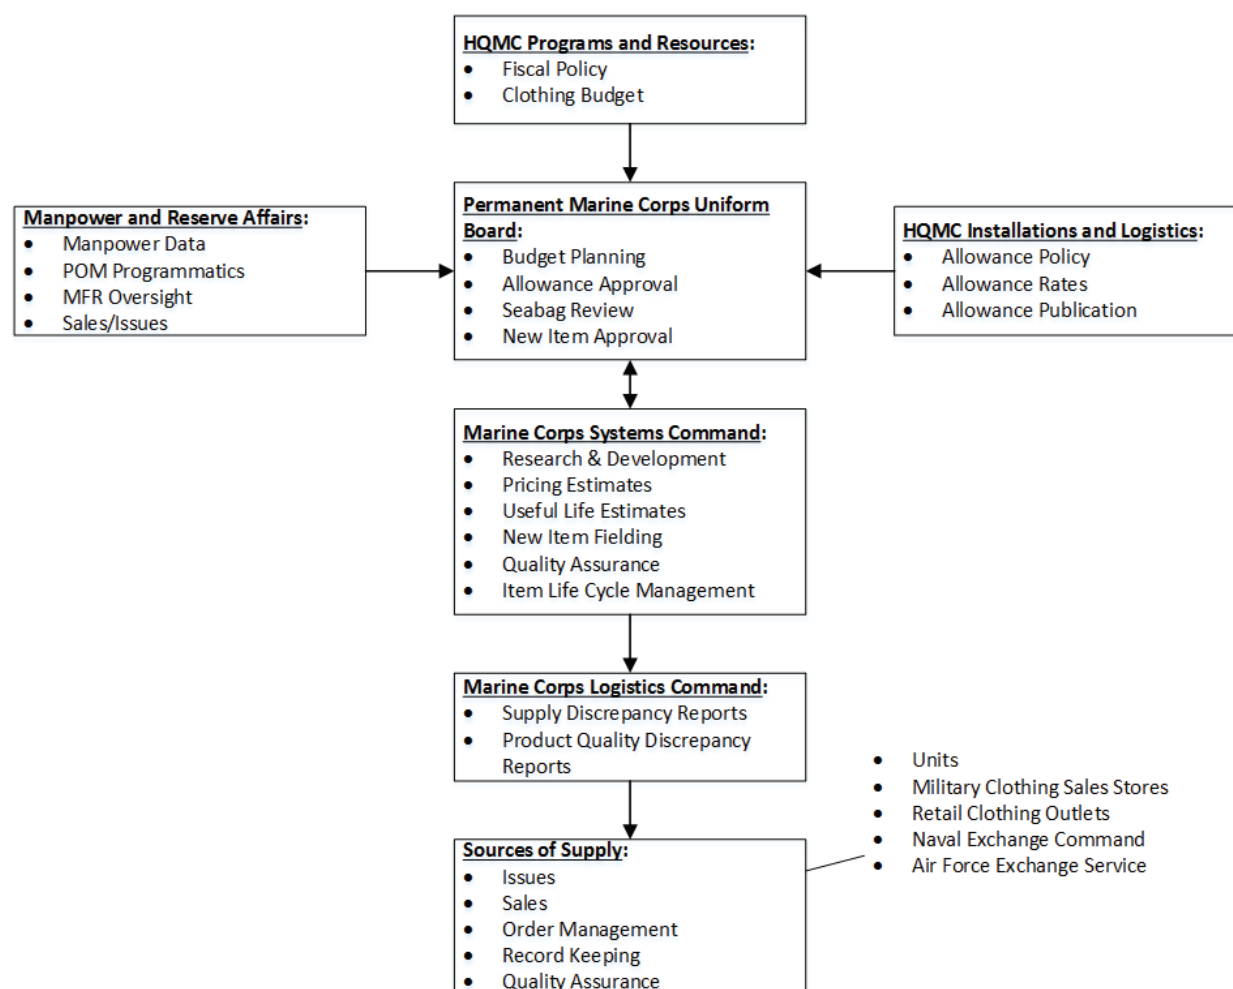 HQMC Programs and Resources:
• Fiscal Policy
• Clothing Budget
Permanent Marine Corps Uniform
Board:
• Budget Planning
• Allowance Approval
• Seabag Review
• New Item Approval
Manpower and Reserve Affairs:
• Manpower Data
• POM Programmatics
• MFR Oversight
• Sales/Issues
HQMC Installations and Logistics:
• Allowance Policy
• Allowance Rates
• Allowance Publication
Marine Corps Systems Command:
• Research & Development
• Pricing Estimates
• Useful Life Estimates
• New Item Fielding
• Quality Assurance
• Item Life Cycle Management
Marine Corps Logistics Command:
• Supply Discrepancy Reports
• Product Quality Discrepancy
Reports
Sources of Supply:
• Issues
• Sales
• Order Management
• Record Keeping
• Quality Assurance
• Units
• Military Clothing Sales Stores
• Retail Clothing Outlets
• Naval Exchange Command
• Air Force Exchange Service